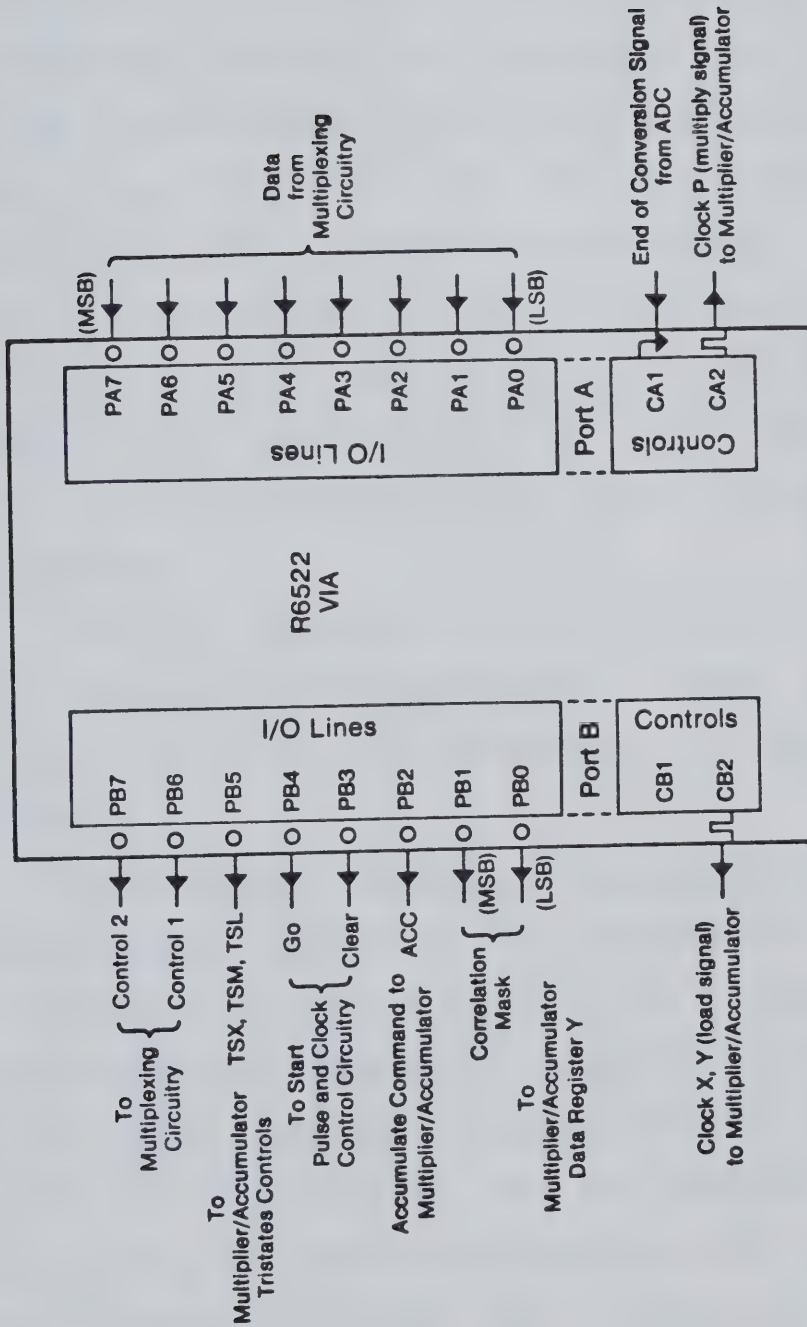 To
Multiplexing
Circuitry
Control 2
Control 1
To
Multiplier/Accumulator
Tristates Controls
TSX, TSM, TSL
To Start
Pulse and Clock
Control Circuitry
Go
Clear
Accumulate Command to
Multiplier/Accumulator
ACC
Correlation
Mask
(MSB)
(LSB)
To
Multiplier/Accumulator
Data Register Y
Clock X, Y (load signal)
to Multiplier/Accumulator
PB7
PB6
PB5
PB4
PB3
PB2
PB1
PB0
I/O Lines
Port B
Controls
CB1
CB2
R6522
VIA
I/O Lines
PA7
PA6
PA5
PA4
PA3
PA2
PA1
PA0
Port A
Controls
CA1
CA2
(MSB)
(LSB)
Data
from
Multiplexing
Circuitry
End of Conversion Signal
from ADC
Clock P (multiply signal)
to Multiplier/Accumulator